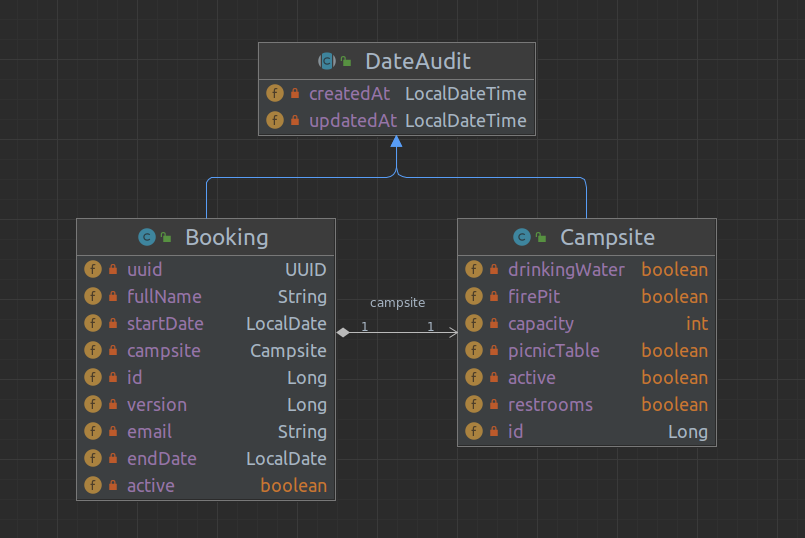 DateAudit
createdAt LocalDateTime
updatedAt LocalDateTime
Booking
uuid UUID
fullName String
startDate LocalDate
campsite Campsite
id Long
version Long
email String
endDate LocalDate
active boolean
campsite
1 1
Campsite
drinkingWater boolean
firePit boolean
capacity int
picnicTable boolean
active boolean
restrooms boolean
id Long